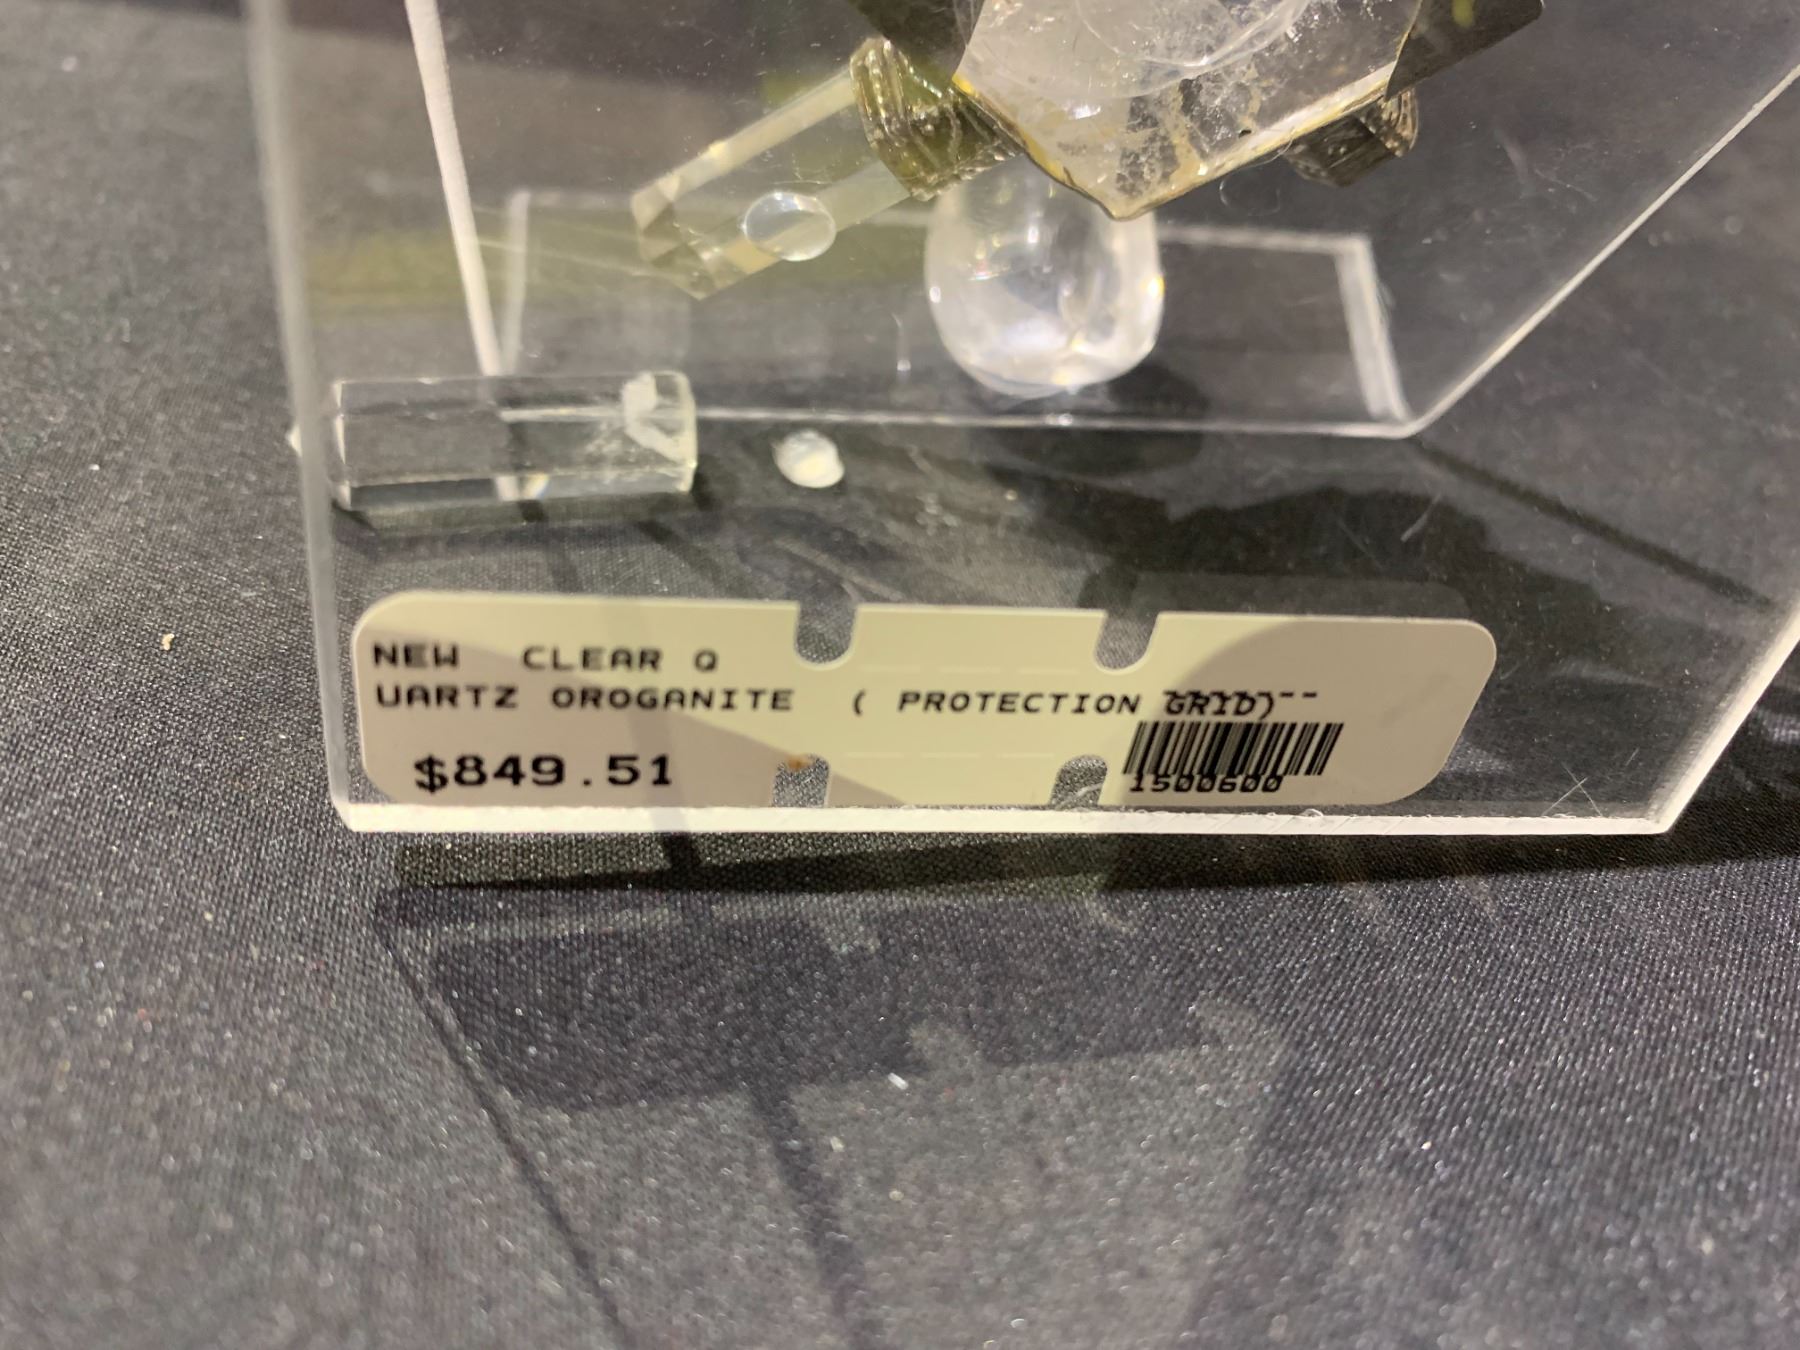 NEW CLEAR Q
UARTZ OROGANITE ( PROTECTION GRID)--
$849.51
1500600